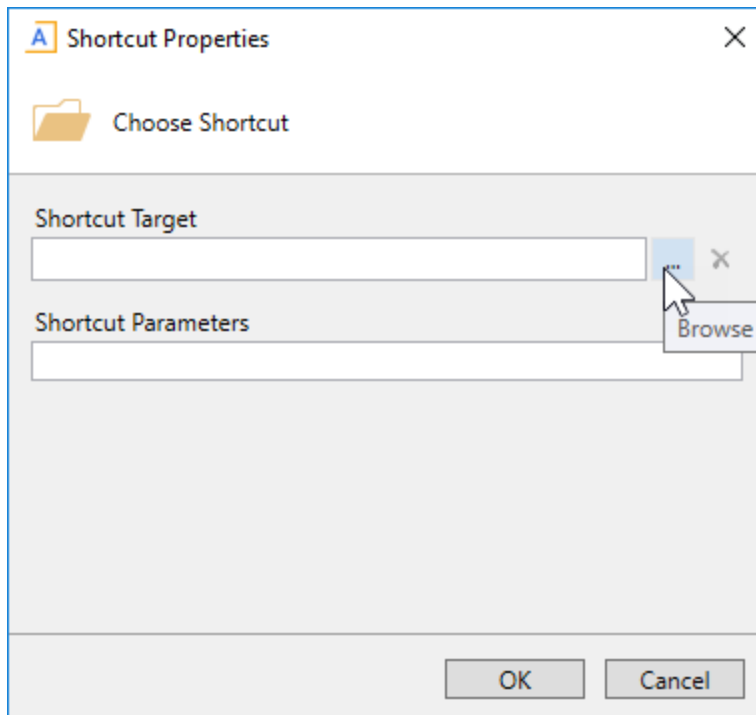 A Shortcut Properties
Choose Shortcut
Shortcut Target
...
Browse
Shortcut Parameters
OK Cancel